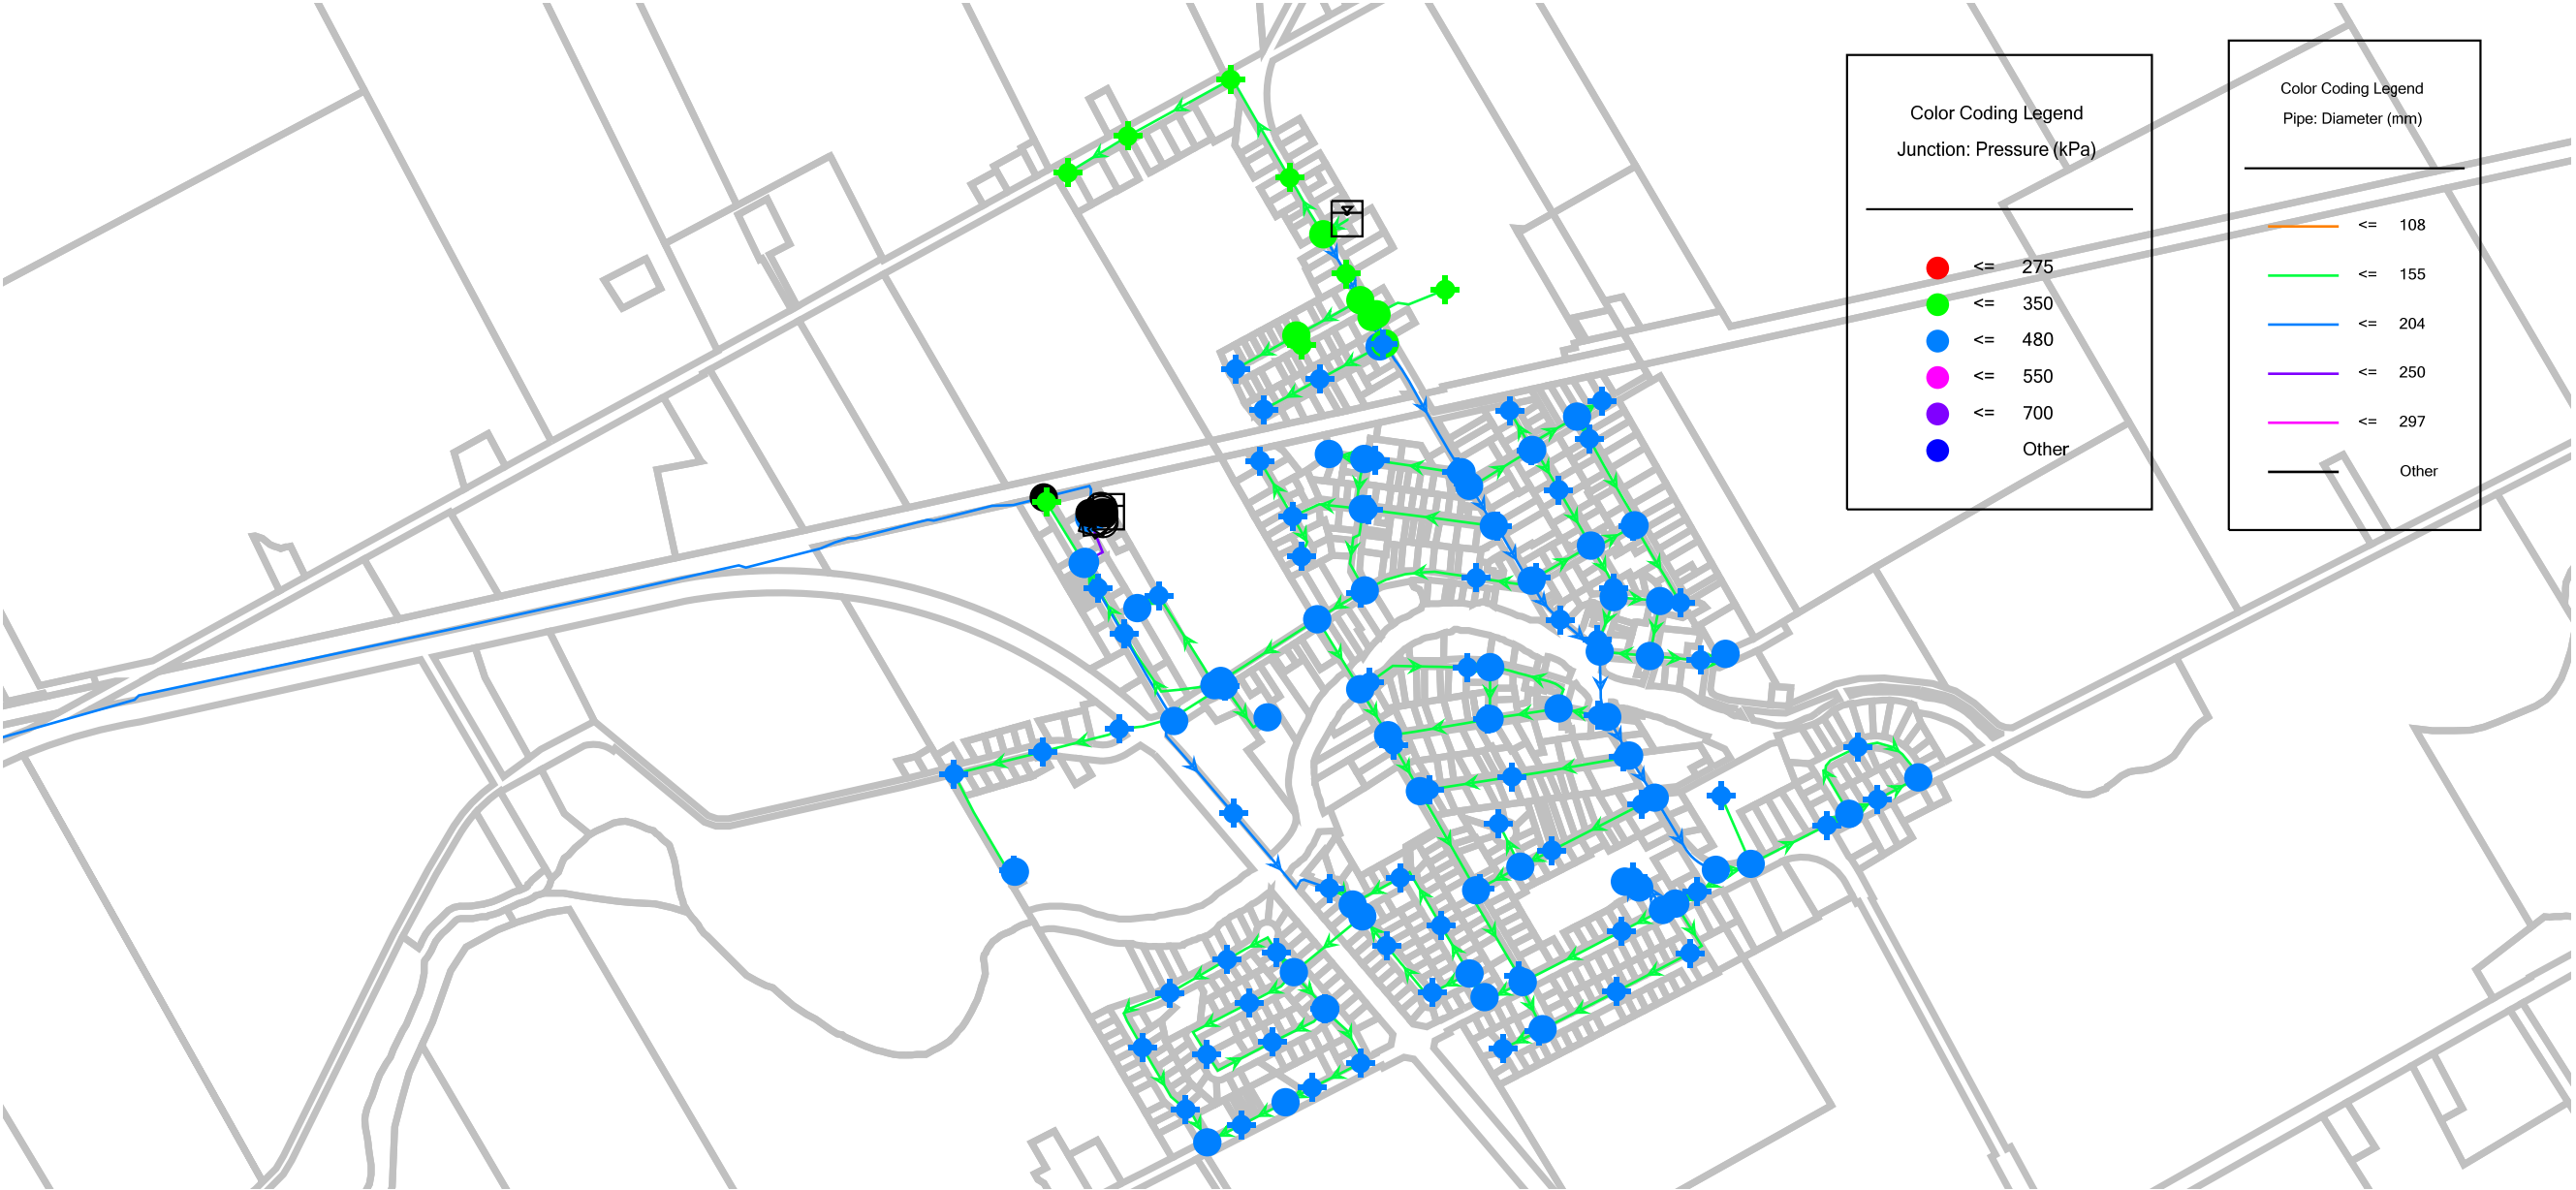 Color Coding Legend
Junction: Pressure (kPa)
<= 275
<= 350
<= 480
<= 550
<= 700
Other
Color Coding Legend
Pipe: Diameter (mm)
<= 108
<= 155
<= 204
<= 250
<= 297
Other